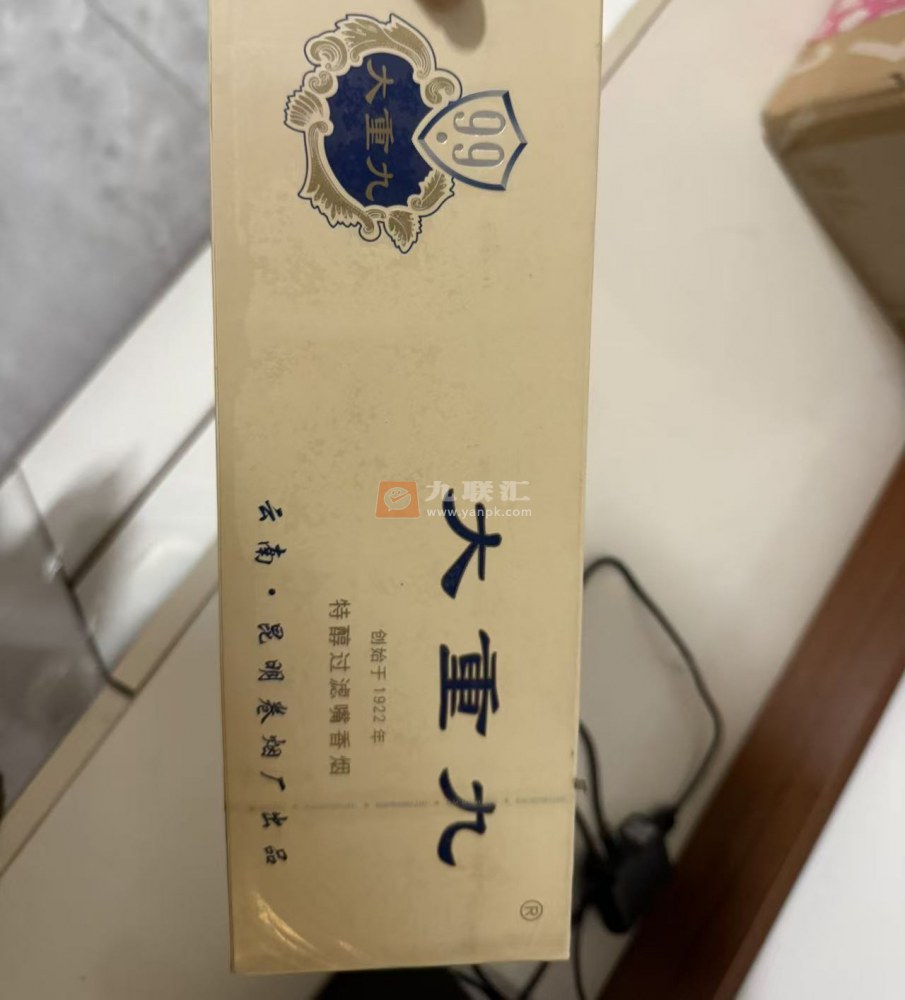 大重九
99
大重九
®
创始于1922年
特醇过滤嘴香烟
云南·昆明卷烟厂出品
九联汇
www.yanpk.com